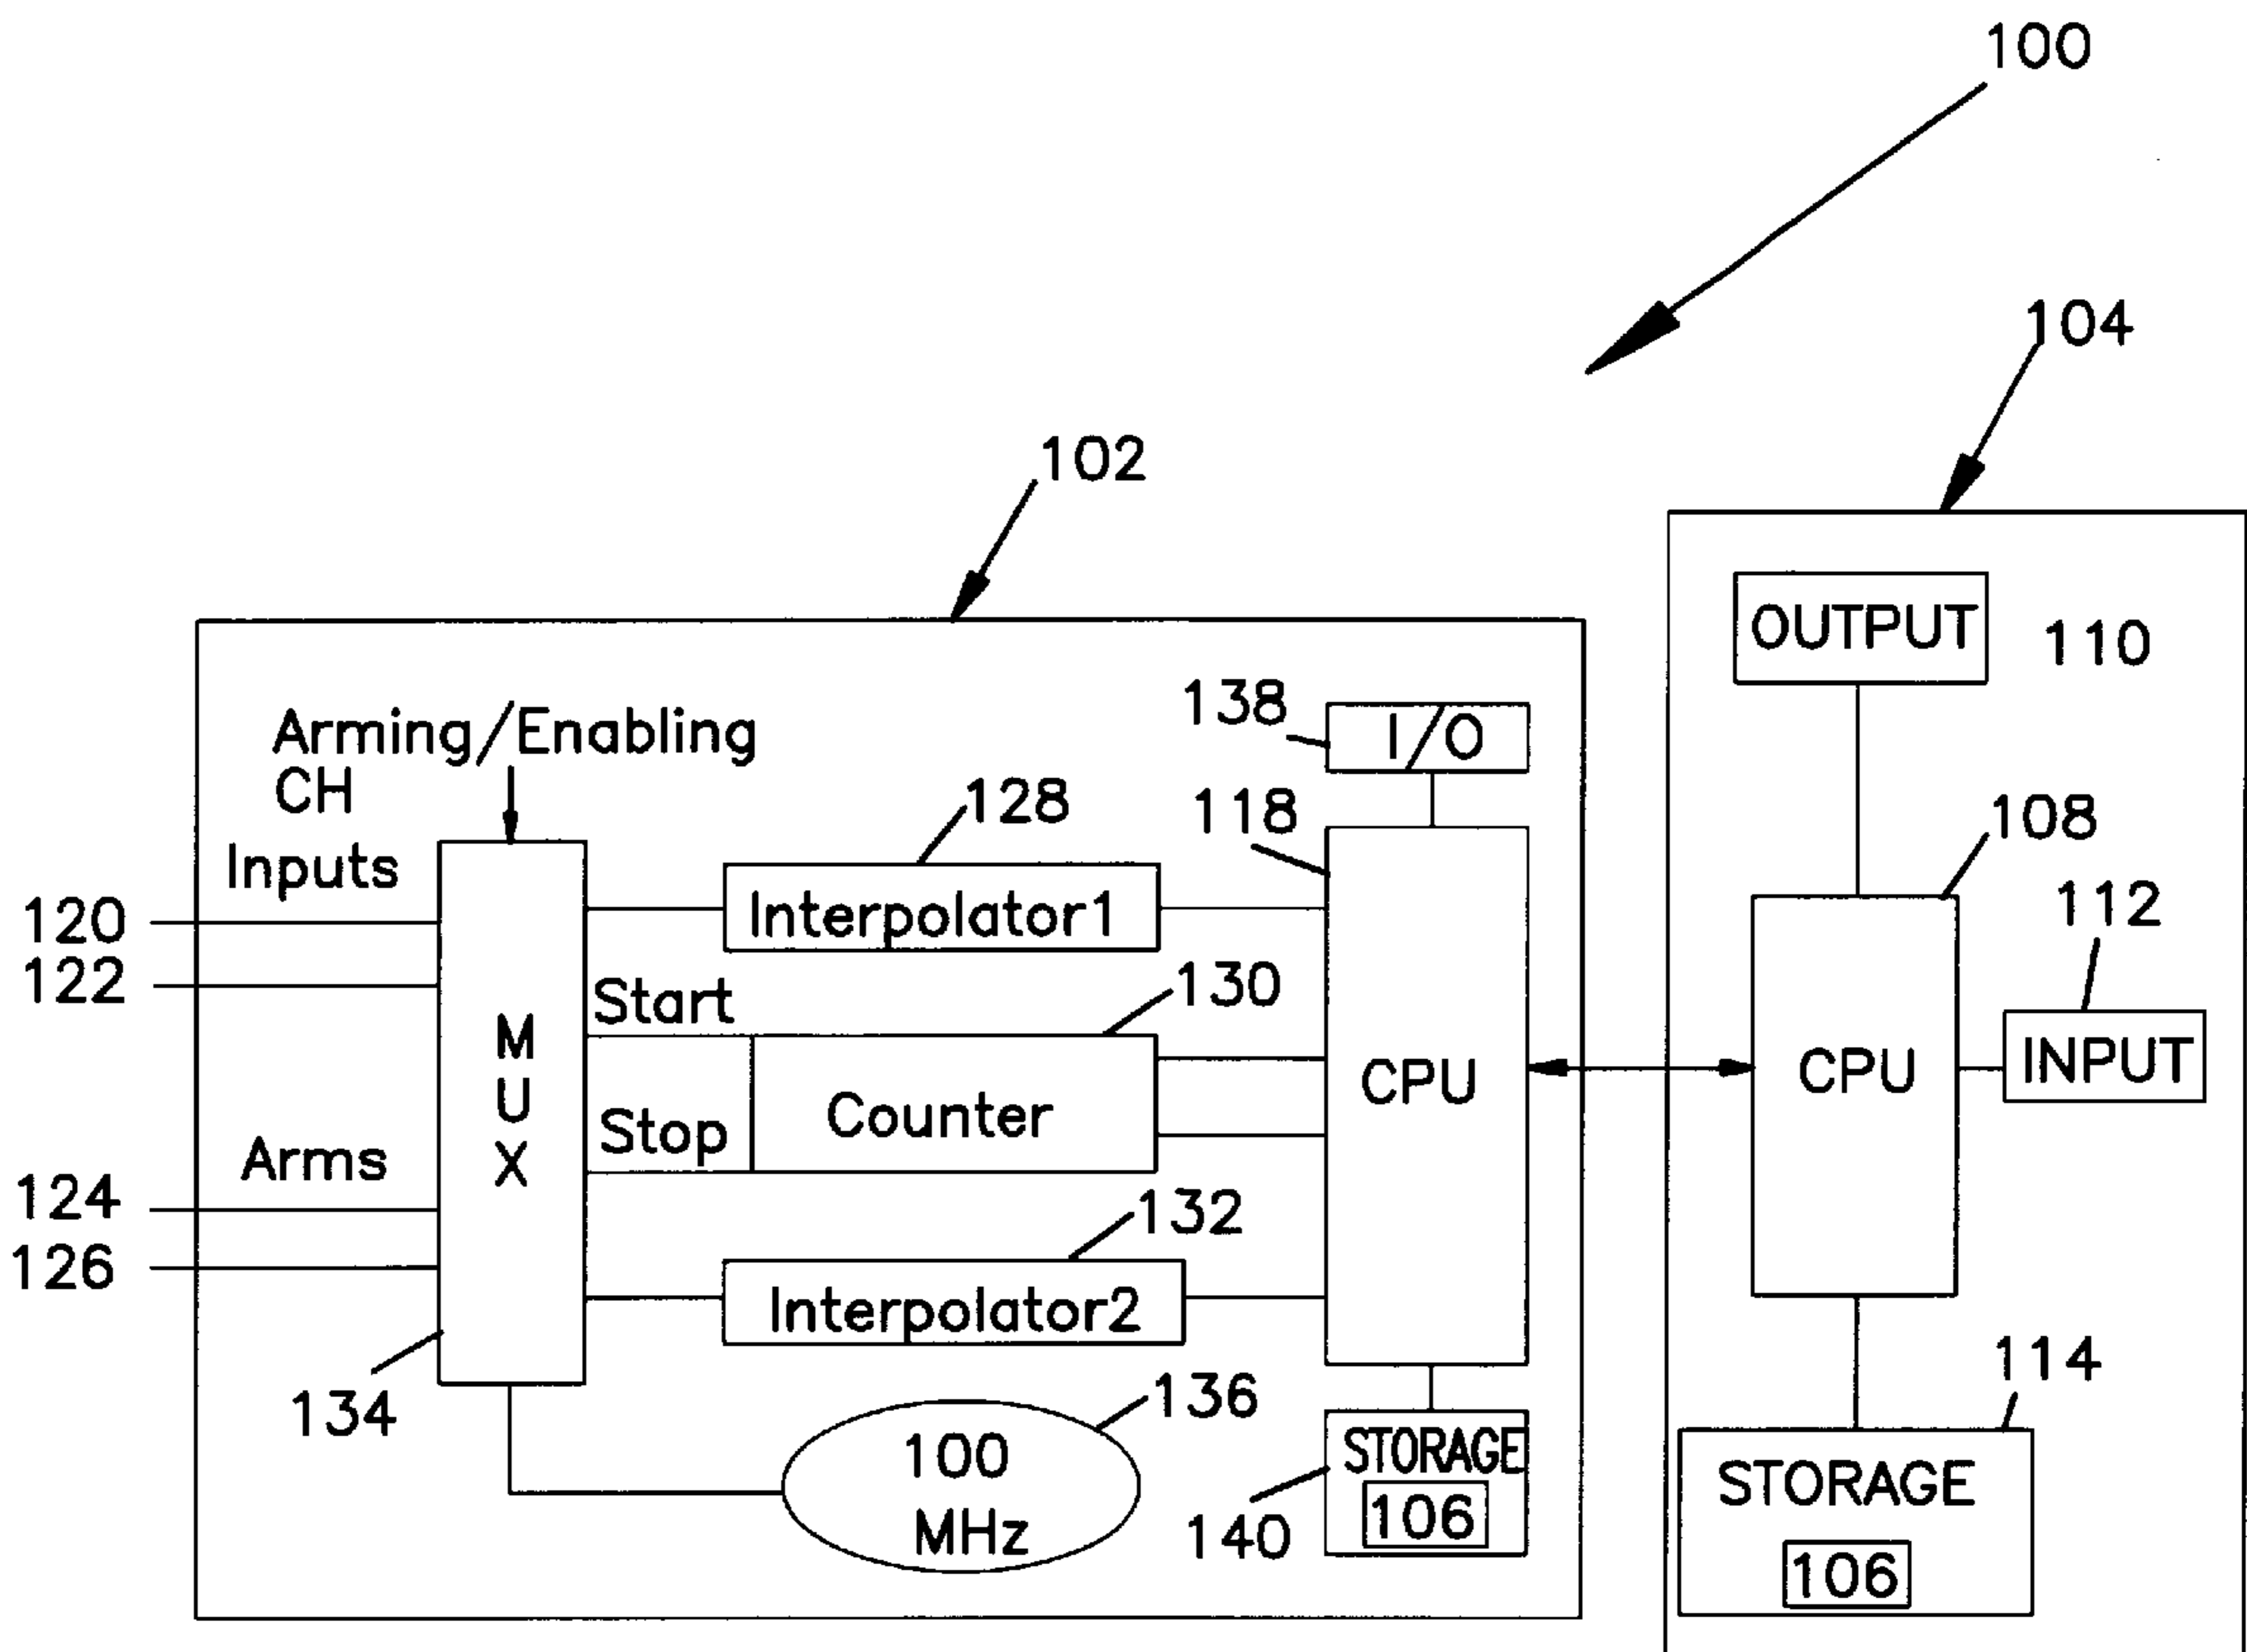 100
104
102
OUTPUT
110
Arming/Enabling
CH
Inputs
138
I/O
128
118
108
Interpolator1
112
120
122
Start
130
M
U
X
CPU
CPU
INPUT
Stop
Counter
Arms
124
132
126
Interpolator2
134
136
114
100
MHz
STORAGE
106
140
STORAGE
106